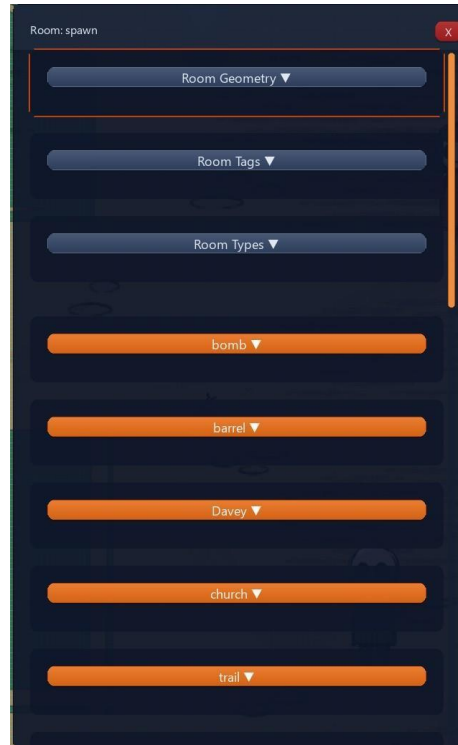 Room: spawn
X
Room Geometry ▼
Room Tags ▼
Room Types ▼
bomb ▼
barrel ▼
Davey ▼
church ▼
trail ▼